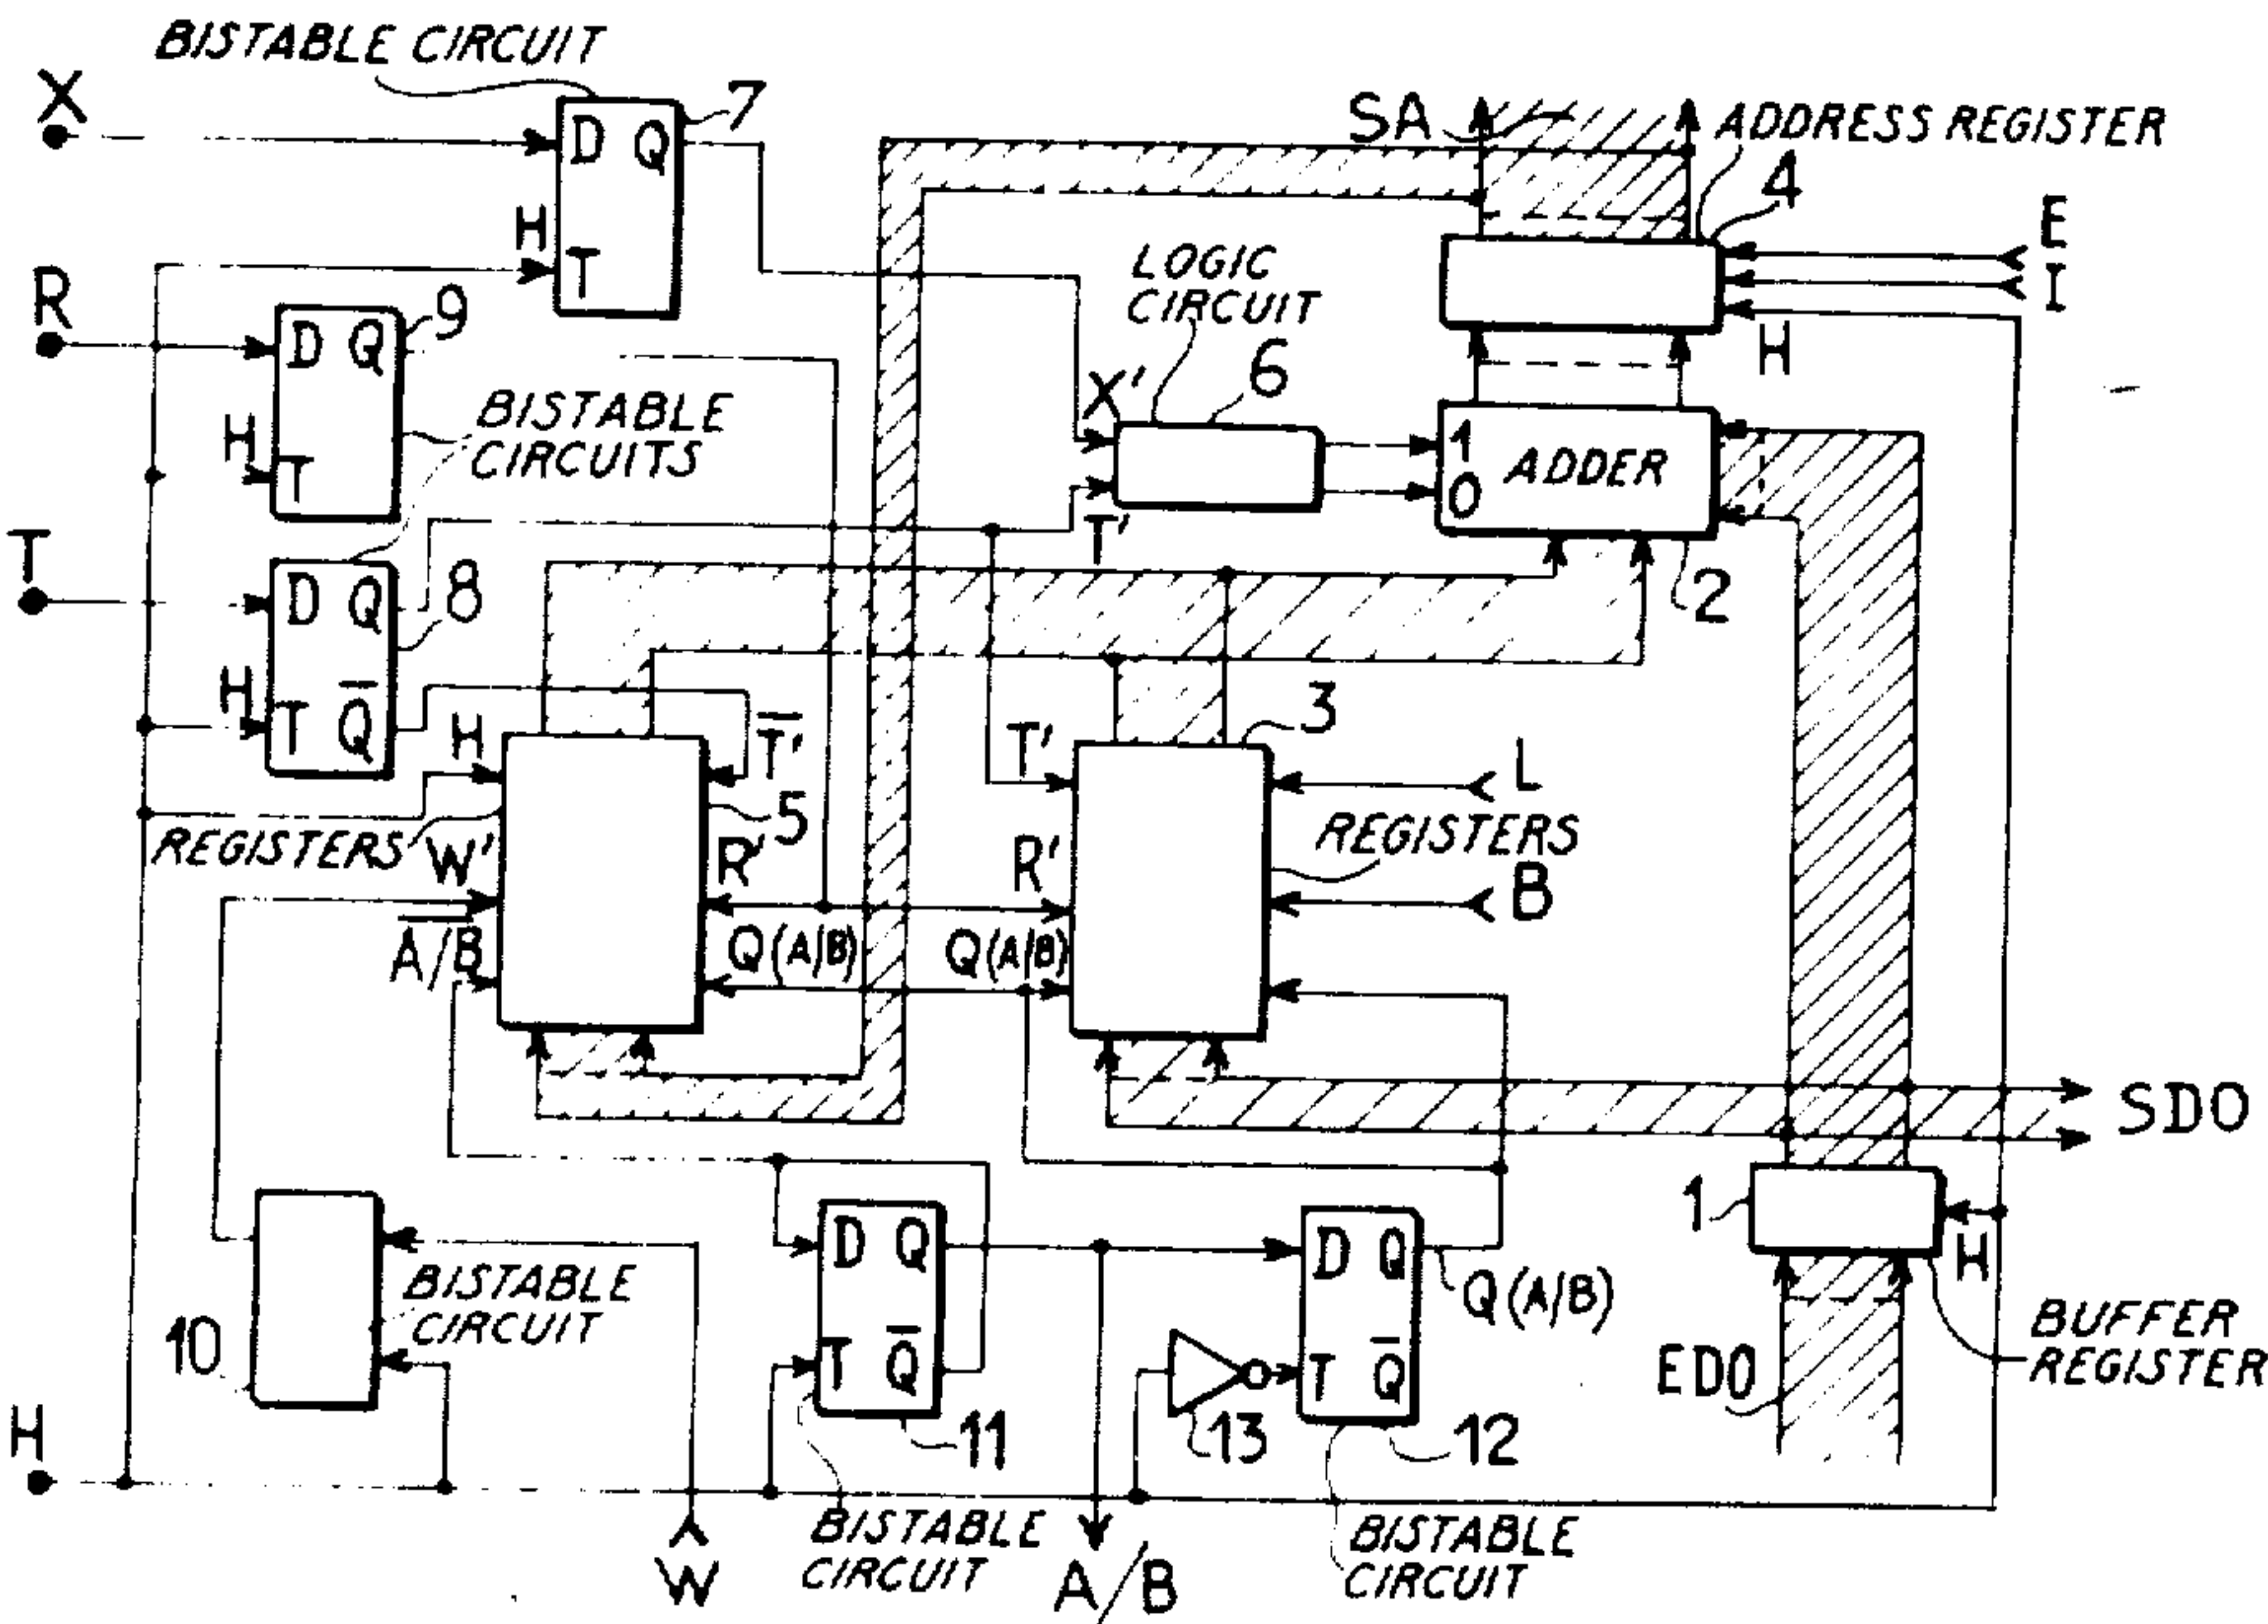 BISTABLE CIRCUIT
X
7
D Q
H
T
SA
ADDRESS REGISTER
4
E
I
H
LOGIC
CIRCUIT
6
R
9
D Q
H
T
BISTABLE
CIRCUITS
X'
T'
1
0
ADDER
2
T
8
D Q
H
T Q̅
H
T̅'
5
REGISTERS
W'
R'
A̅/̅B̅
Q(A/B)
3
T'
L
REGISTERS
R'
B
Q(A/B)
SDO
1
H
BUFFER
REGISTER
EDO
10
BISTABLE
CIRCUIT
D Q
T Q̅
11
BISTABLE
CIRCUIT
13
D Q
T Q̅
Q(A/B)
12
BISTABLE
CIRCUIT
H
W
A/B